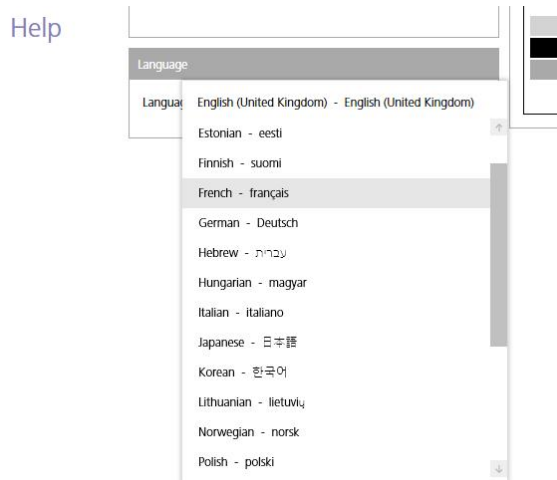 Help
Language
Languag
English (United Kingdom) - English (United Kingdom)
Estonian - eesti
Finnish - suomi
French - français
German - Deutsch
Hebrew - עברית
Hungarian - magyar
Italian - italiano
Japanese - 日本語
Korean - 한국어
Lithuanian - lietuvių
Norwegian - norsk
Polish - polski